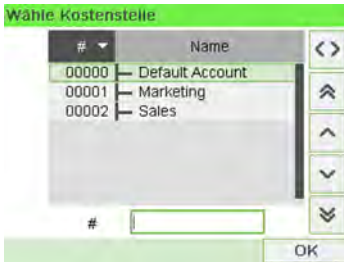 Wähle Kostenstelle
# Name
00000 Default Account
00001 Marketing
00002 Sales
#
OK